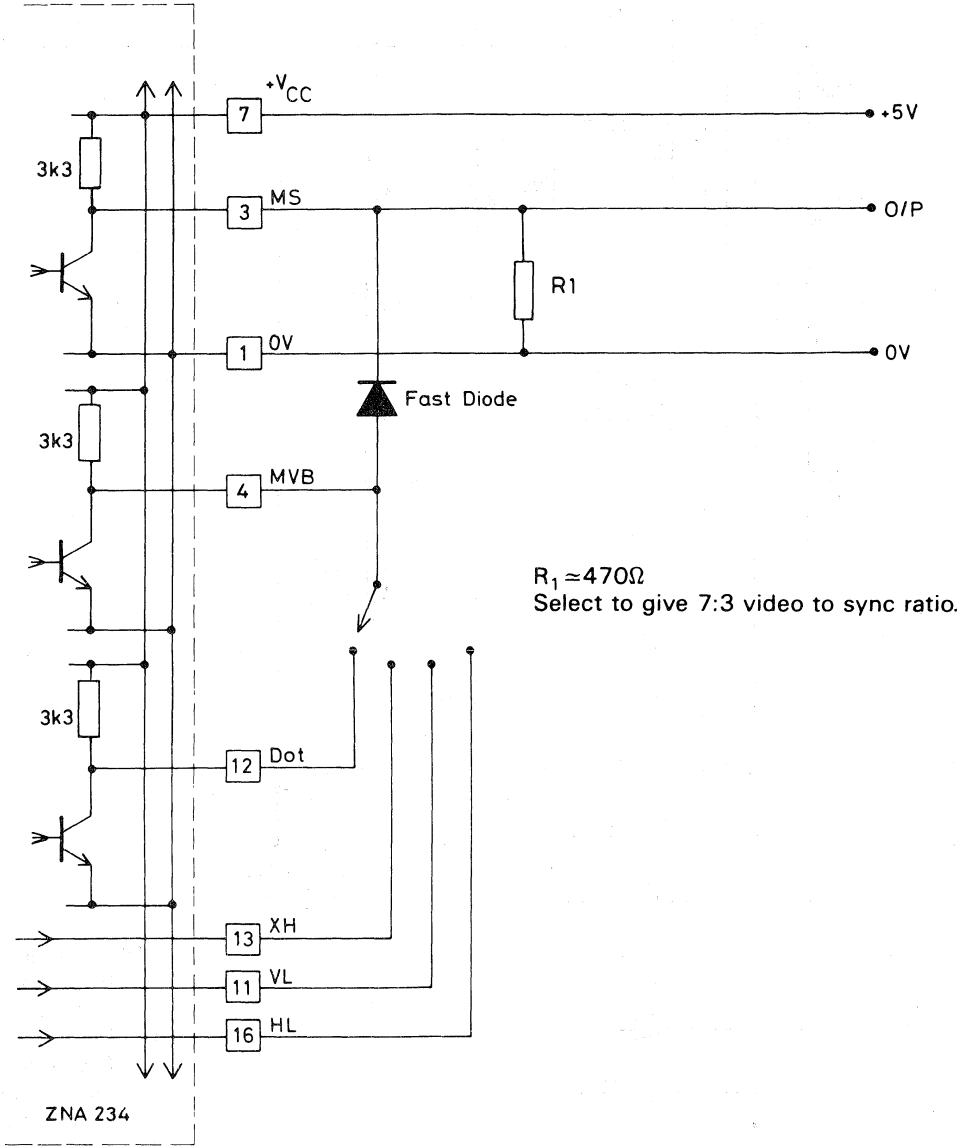 +VCC
7
+5V
3k3
MS
3
O/P
R1
0V
1
0V
Fast Diode
3k3
MVB
4
R1≃470Ω
Select to give 7:3 video to sync ratio.
3k3
Dot
12
XH
13
VL
11
HL
16
ZNA 234